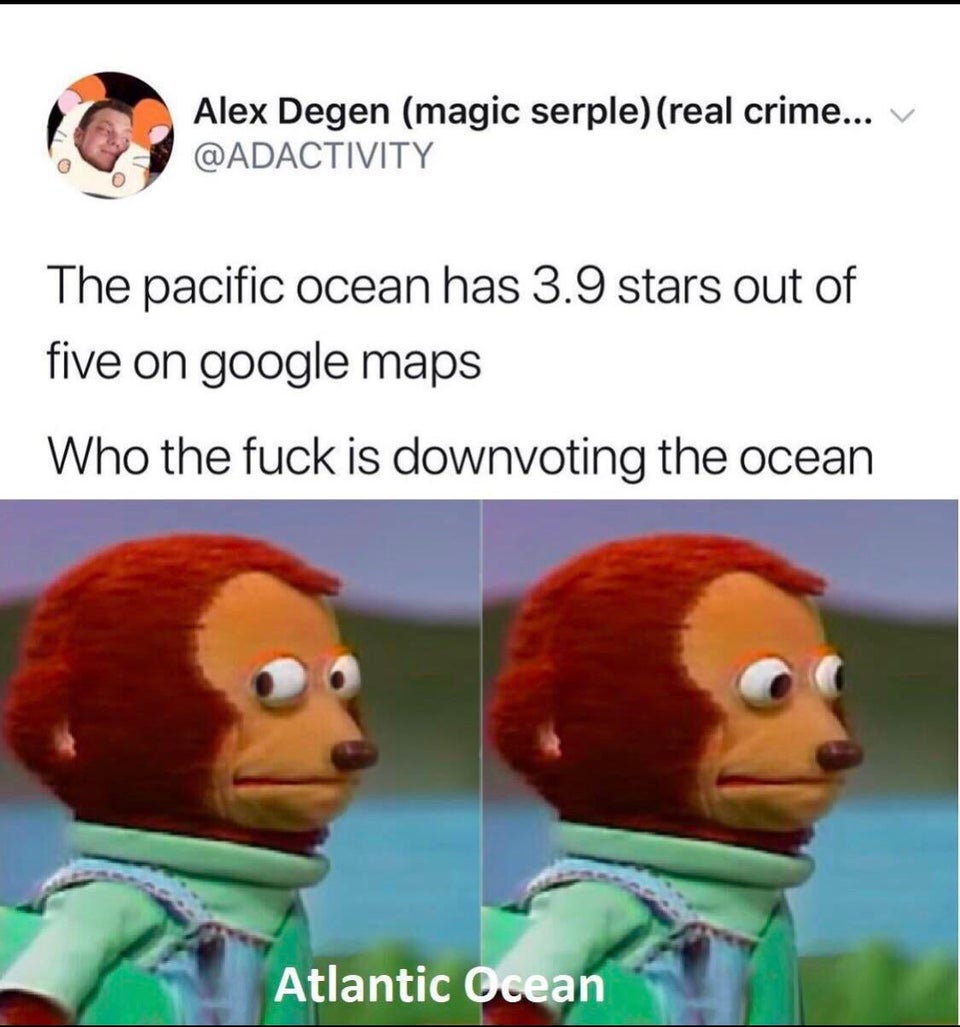 Alex Degen (magic serple)(real crime...
@ADACTIVITY
The pacific ocean has 3.9 stars out of
five on google maps
Who the fuck is downvoting the ocean
Atlantic Ocean